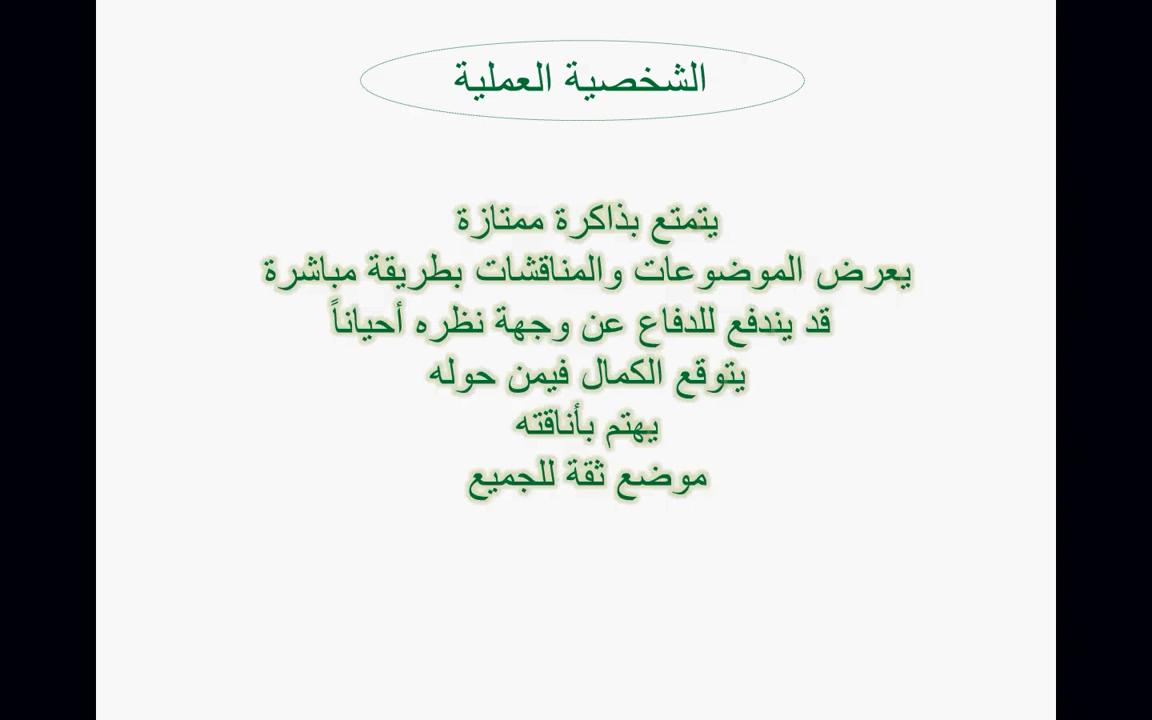 الشخصية العملية
يتمتع بذاكرة ممتازة
يعرض الموضوعات والمناقشات بطريقة مباشرة
قد يندفع للدفاع عن وجهة نظره أحياناً
يتوقع الكمال فيمن حوله
يهتم بأناقته
موضع ثقة للجميع